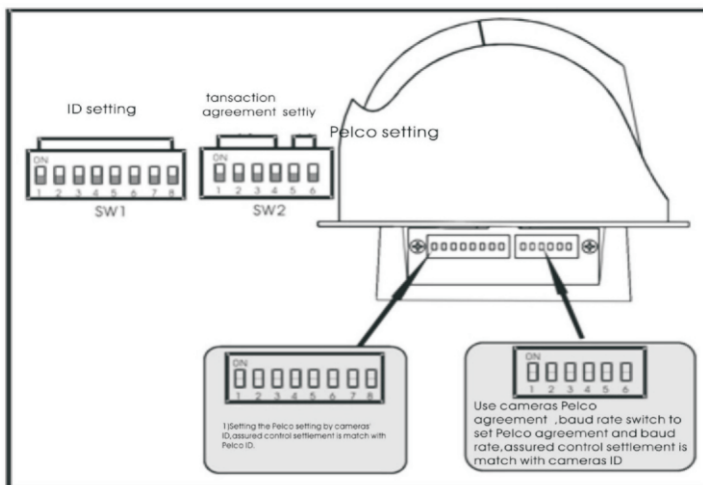 ID setting
tansaction
agreement settiy
Pelco setting
ON
1 2 3 4 5 6 7 8
SW1
ON
1 2 3 4 5 6
SW2
ON
1 2 3 4 5 6 7 8
1)Setting the Pelco setting by cameras'
ID,assured control settlement is match with
Pelco ID.
ON
1 2 3 4 5 6
Use cameras Pelco
agreement ,baud rate switch to
set Pelco agreement and baud
rate,assured control settlement is
match with cameras ID